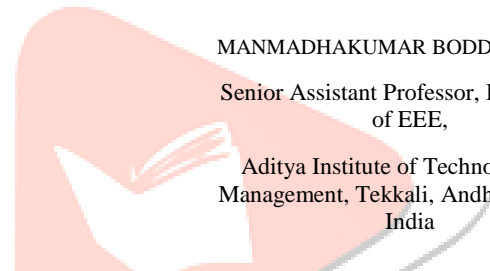 MANMADHAKUMAR BODD
Senior Assistant Professor,
of EEE,
Aditya Institute of Techno
Management, Tekkali, Andh
India